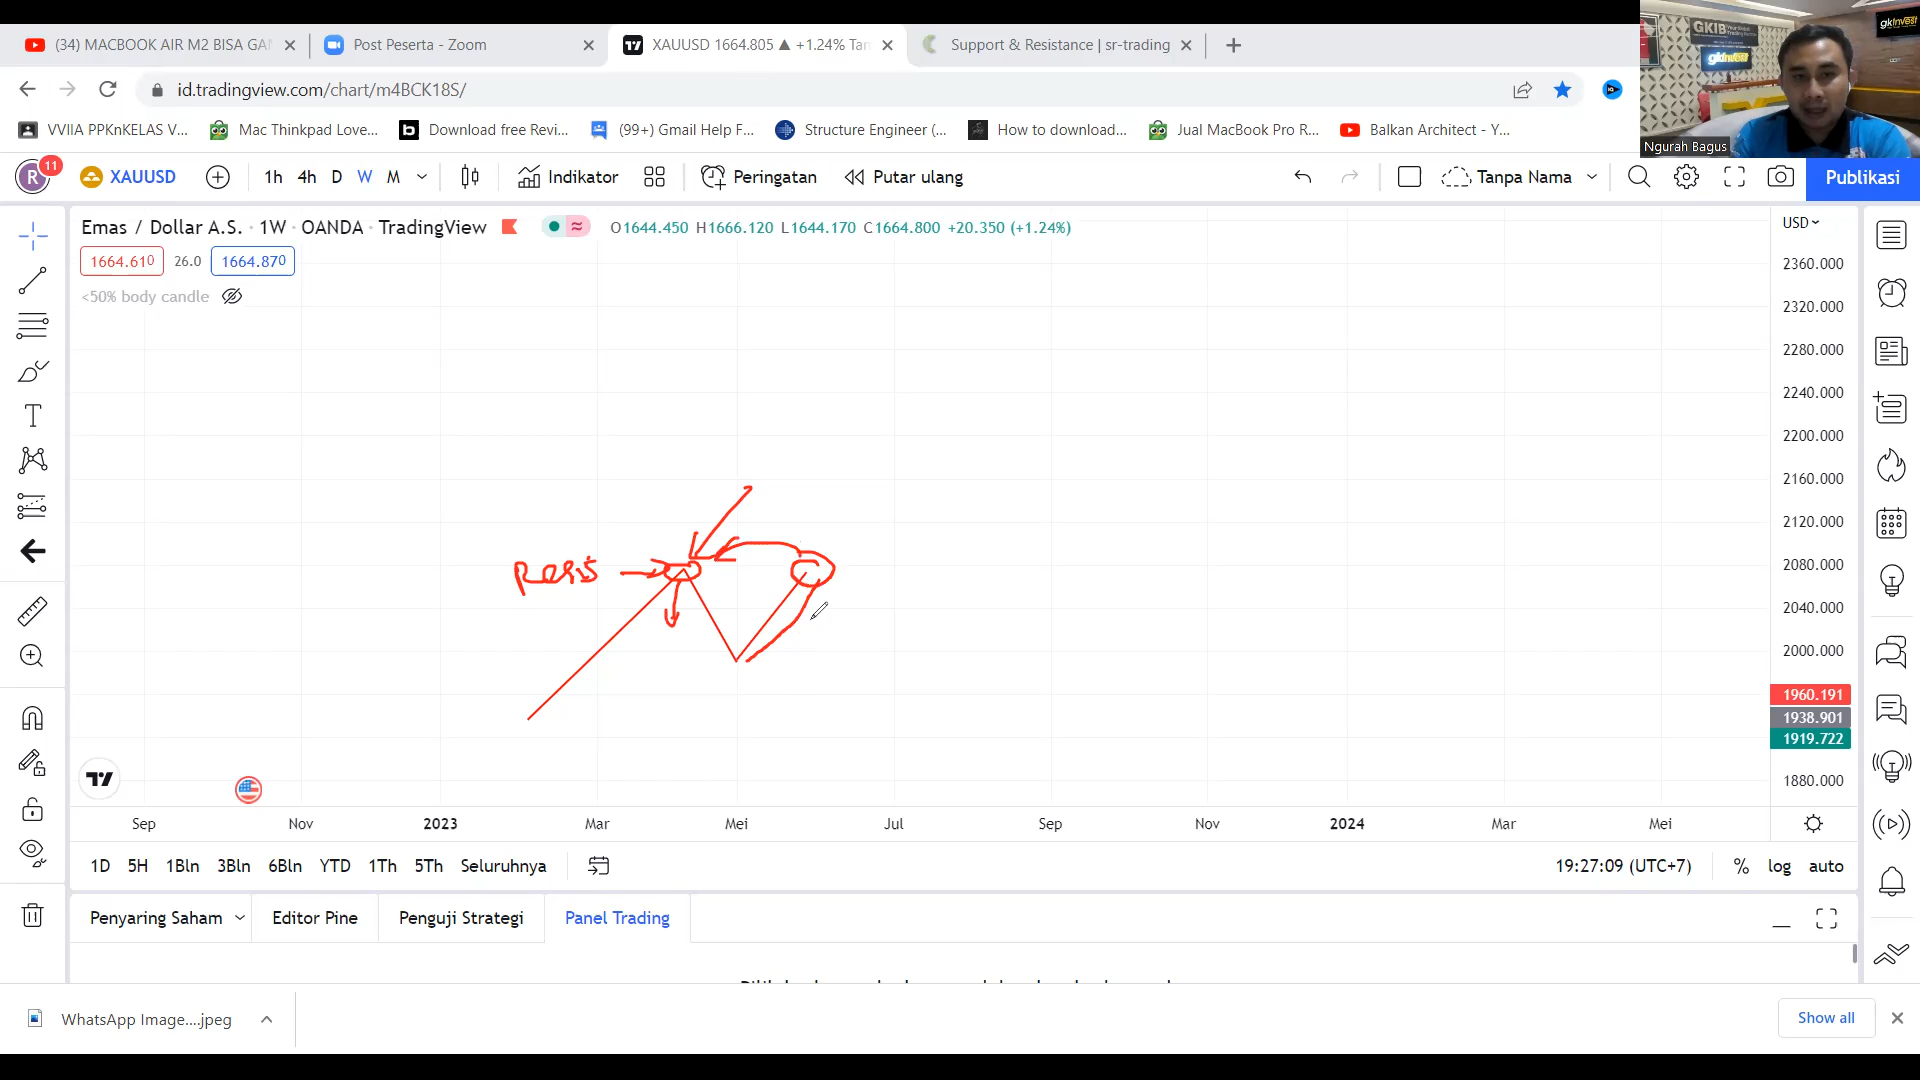 (34) MACBOOK AIR M2 BISA GAM
Post Peserta - Zoom
XAUUSD 1664.805 ▲ +1.24% Tan
Support & Resistance | sr-trading
id.tradingview.com/chart/m4BCK18S/
VVIIA PPKnKELAS V...
Mac Thinkpad Love...
Download free Revi...
(99+) Gmail Help F...
Structure Engineer (...
How to download...
Jual MacBook Pro R...
Balkan Architect - Y...
GKIB
gkinvest
gkinvest
Ngurah Bagus
R 11
XAUUSD
1h 4h D W M
Indikator
Peringatan
Putar ulang
Tanpa Nama
Publikasi
Emas / Dollar A.S. · 1W · OANDA · TradingView
O1644.450 H1666.120 L1644.170 C1664.800 +20.350 (+1.24%)
1664.610 26.0 1664.870
<50% body candle
USD
2360.000
2320.000
2280.000
2240.000
2200.000
2160.000
2120.000
2080.000
2040.000
2000.000
1960.191
1938.901
1919.722
1880.000
Resis
Sep Nov 2023 Mar Mei Jul Sep Nov 2024 Mar Mei
1D 5H 1Bln 3Bln 6Bln YTD 1Th 5Th Seluruhnya
19:27:09 (UTC+7) % log auto
Penyaring Saham
Editor Pine
Penguji Strategi
Panel Trading
WhatsApp Image....jpeg
Show all